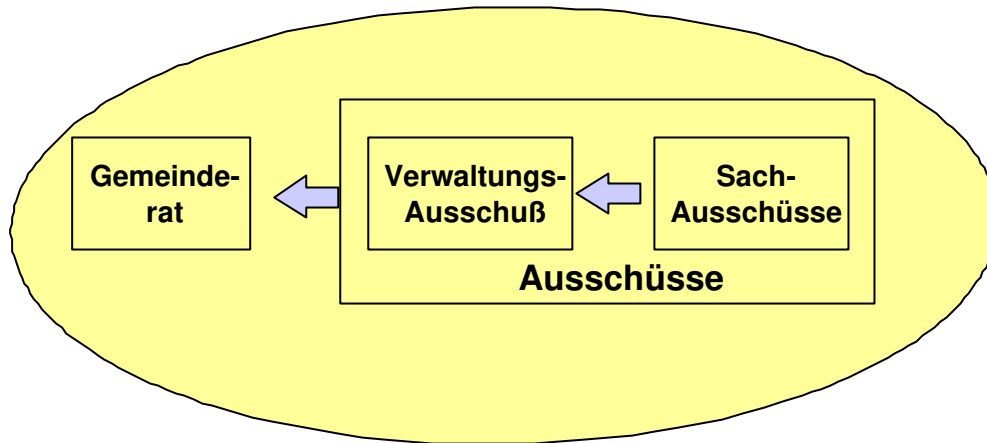 Gemeinde-
rat
Verwaltungs-
Ausschuß
Sach-
Ausschüsse
Ausschüsse